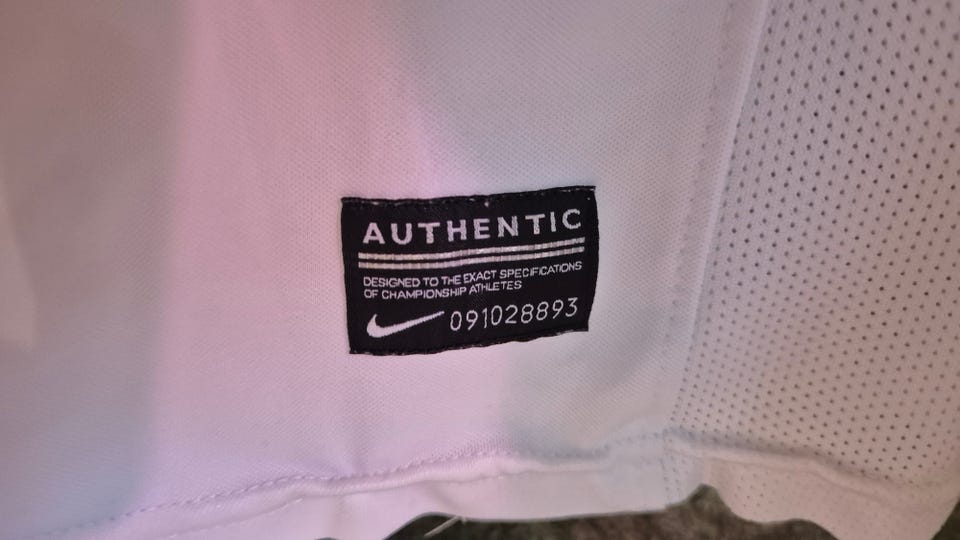 AUTHENTIC
DESIGNED TO THE EXACT SPECIFICATIONS
OF CHAMPIONSHIP ATHLETES
091028893